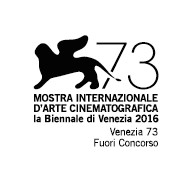 73
MOSTRA INTERNAZIONALE
D'ARTE CINEMATOGRAFICA
la Biennale di Venezia 2016
Venezia 73
Fuori Concorso